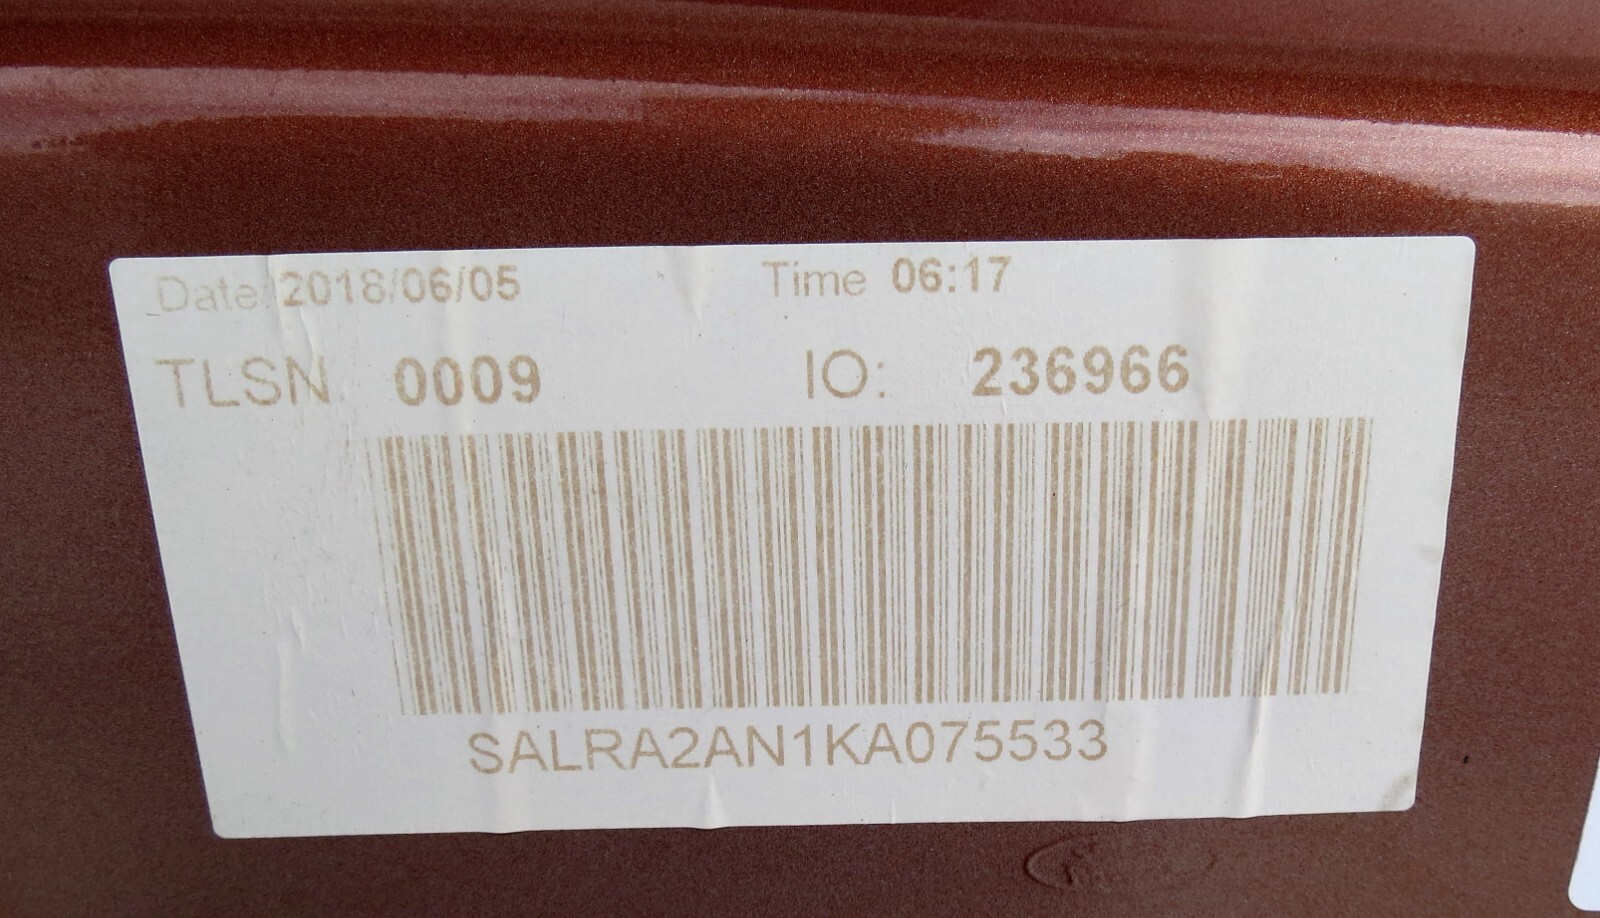 Date: 2018/06/05 Time 06:17
TLSN: 0009 IO: 236966
SALRA2AN1KA075533